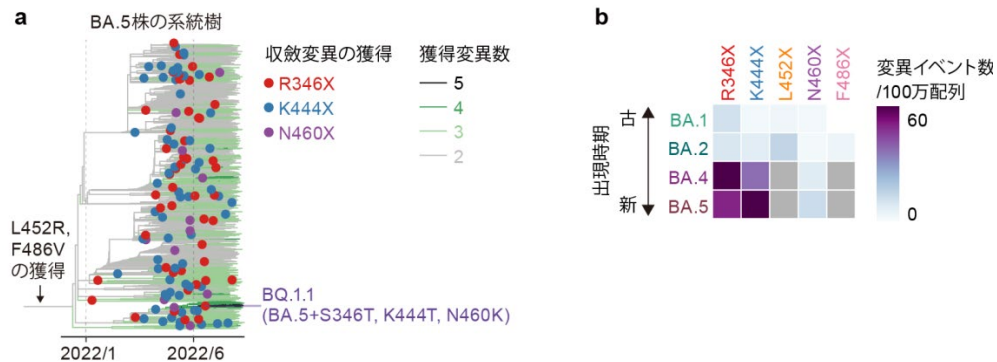 a
BA.5株の系統樹
収斂変異の獲得
R346X
K444X
N460X
獲得変異数
5
4
3
2
L452R,
F486V
の獲得
BQ.1.1
(BA.5+S346T, K444T, N460K)
2022/1
2022/6
b
R346X
K444X
L452X
N460X
F486X
出現時期
古
新
BA.1
BA.2
BA.4
BA.5
変異イベント数
/100万配列
60
0